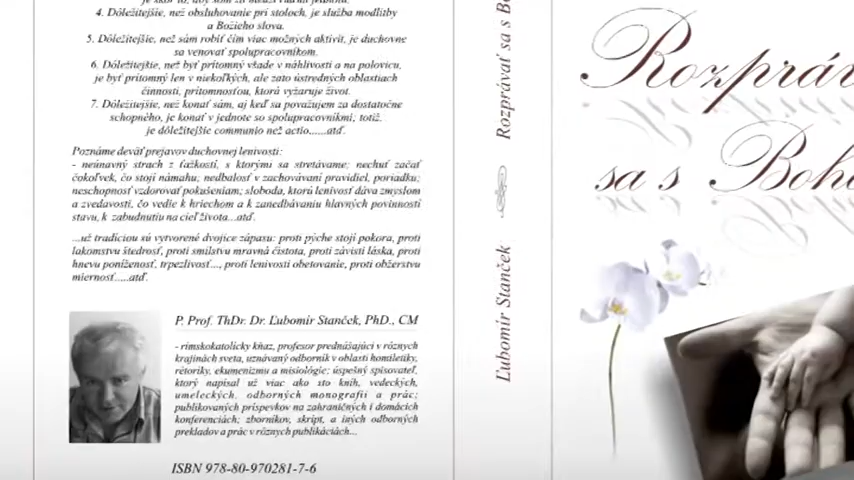 4. Dôležitejšie, než obsluhovanie pri stoloch, je služba modlitby
a Božieho slova.
5. Dôležitejšie, než sám robiť čím viac možných aktivít, je duchovne
sa venovať spolupracovníkom.
6. Dôležitejšie, než byť prítomný všade v náhlivosti a na polovicu,
je byť prítomný len v niekoľkých, ale zato ústredných oblastiach
činnosti, prítomnosťou, ktorá vyžaruje život.
7. Dôležitejšie, než konať sám, aj keď sa považujem za dostatočne
schopného, je konať v jednote so spolupracovníkmi; totiž.
je dôležitejšie communio než actio......atď.
Poznáme deväť prejavov duchovnej lenivosti:
- neúnavný strach z ťažkostí, s ktorými sa stretávame; nechuť začať
čokoľvek, čo stojí námahu; nedbalosť v zachovávaní pravidiel, poriadku;
neschopnosť vzdorovať pokušeniam; sloboda, ktorú lenivosť dáva zmyslom
a zvedavosti, čo vedie k hriechom a k zanedbávaniu hlavných povinností
stavu, k zabudnutiu na cieľ života...atď.
...už tradíciou sú vytvorené dvojice zápasu: proti pýche stojí pokora, proti
lakomstvu štedrosť, proti smilstvu mravná čistota, proti závisti láska, proti
hnevu poníženosť, trpezlivosť..., proti lenivosti obetovanie, proti obžerstvu
miernosť.....atď.
P. Prof. ThDr. Dr. Ľubomír Stanček, PhD., CM
- rímskokatolícky kňaz, profesor prednášajúci v rôznych
krajinách sveta, uznávaný odborník v oblasti homiletiky,
rétoriky, ekumenizmu a misiológie; úspešný spisovateľ,
ktorý napísal už viac ako sto kníh, vedeckých,
umeleckých, odborných monografií a prác;
publikovaných príspevkov na zahraničných i domácich
konferenciách; zborníkov, skrípt, a iných odborných
prekladov a prác v rôznych publikáciách...
ISBN 978-80-970281-7-6
Ľubomír Stanček
Rozprávať sa s Bo
Rozpráv
sa s Boh